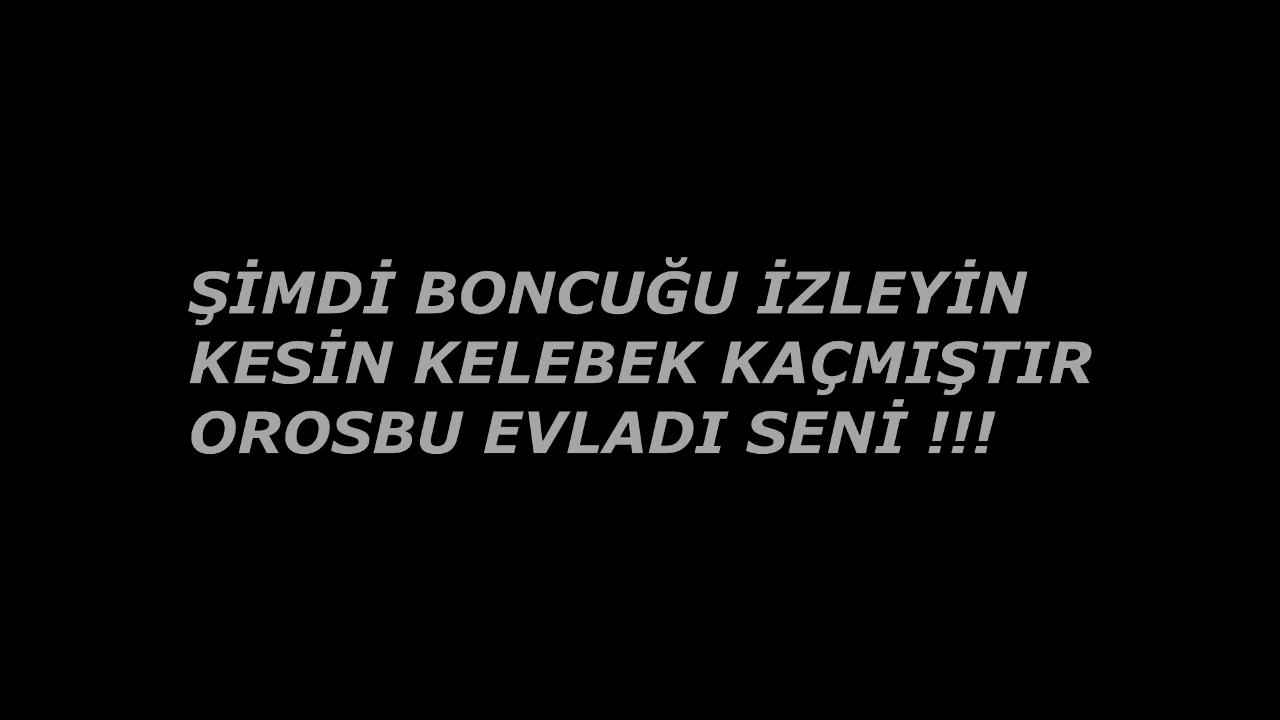 ŞİMDİ BONCUĞU İZLEYİN
KESİN KELEBEK KAÇMIŞTIR
OROSBU EVLADI SENİ !!!